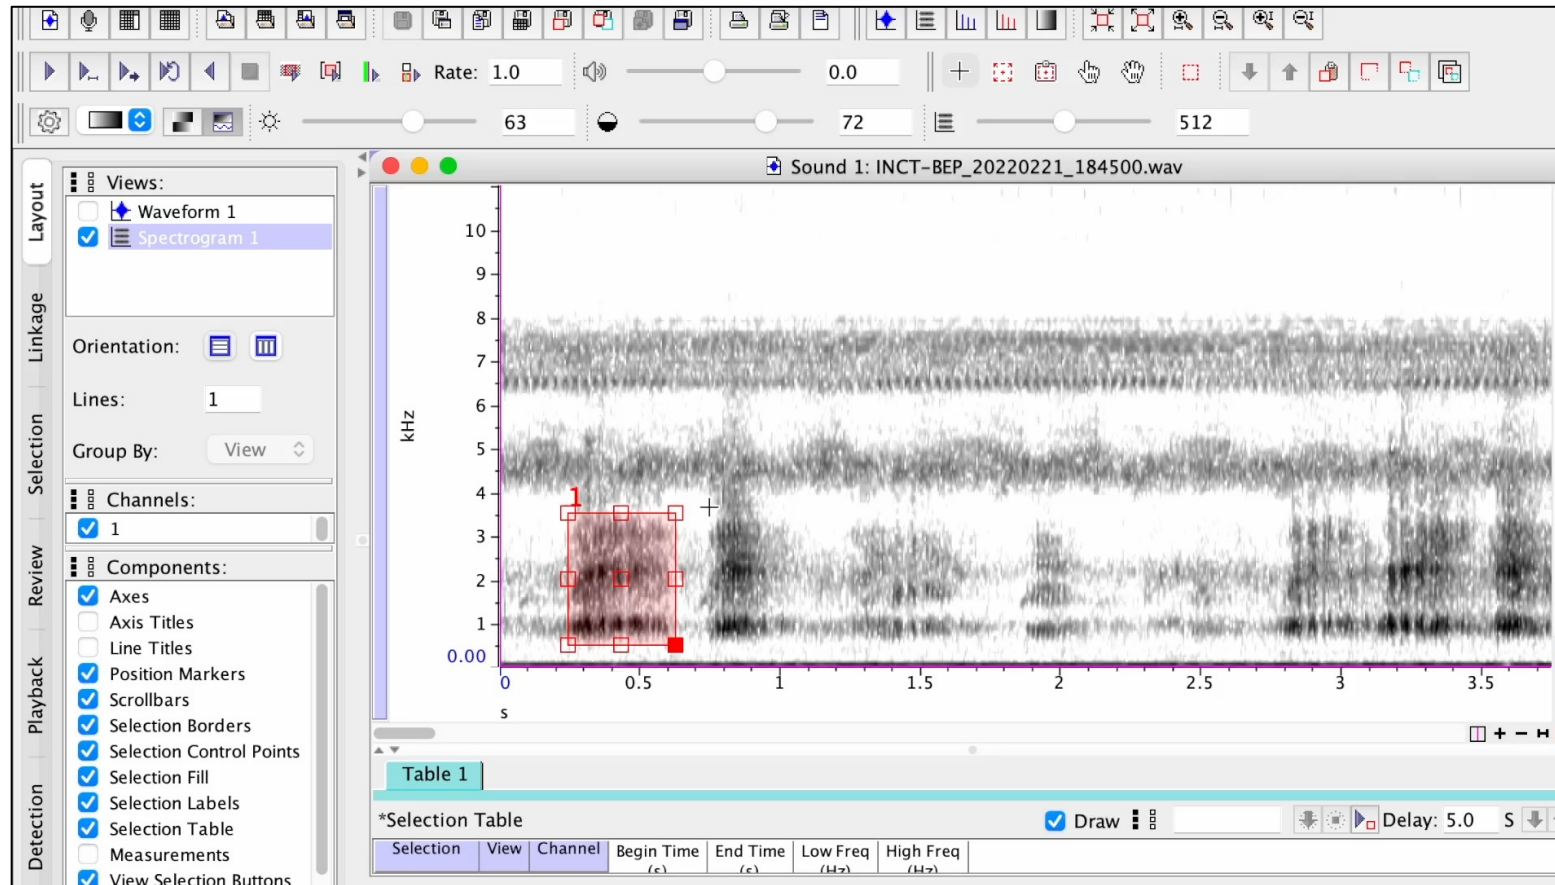 Rate: 1.0 0.0
63 72 512
Layout
Linkage
Selection
Review
Playback
Detection
Views:
Waveform 1
Spectrogram 1
Orientation:
Lines: 1
Group By: View
Channels:
1
Components:
Axes
Axis Titles
Line Titles
Position Markers
Scrollbars
Selection Borders
Selection Control Points
Selection Fill
Selection Labels
Selection Table
Measurements
View Selection Buttons
Sound 1: INCT-BEP_20220221_184500.wav
kHz
10
9
8
7
6
5
4
3
2
1
0.00
1
0 0.5 1 1.5 2 2.5 3 3.5
s
Table 1
*Selection Table Draw Delay: 5.0 S
Selection View Channel Begin Time End Time Low Freq High Freq
(s) (s) (Hz) (Hz)